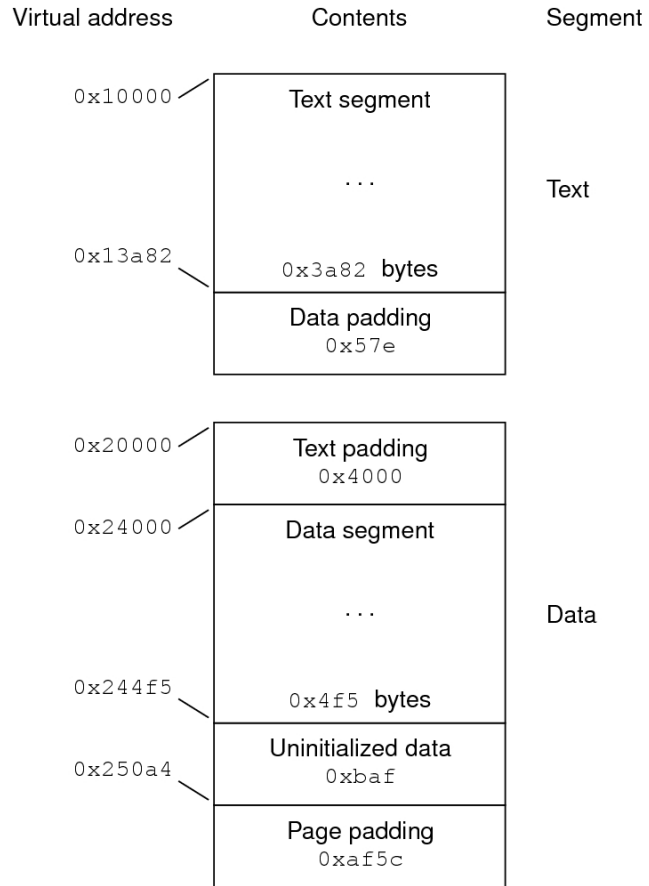 Virtual address Contents Segment
0x10000
Text segment
. . .
Text
0x13a82
0x3a82 bytes
Data padding
0x57e
0x20000
Text padding
0x4000
0x24000
Data segment
. . .
Data
0x244f5
0x4f5 bytes
Uninitialized data
0x250a4
0xbaf
Page padding
0xaf5c